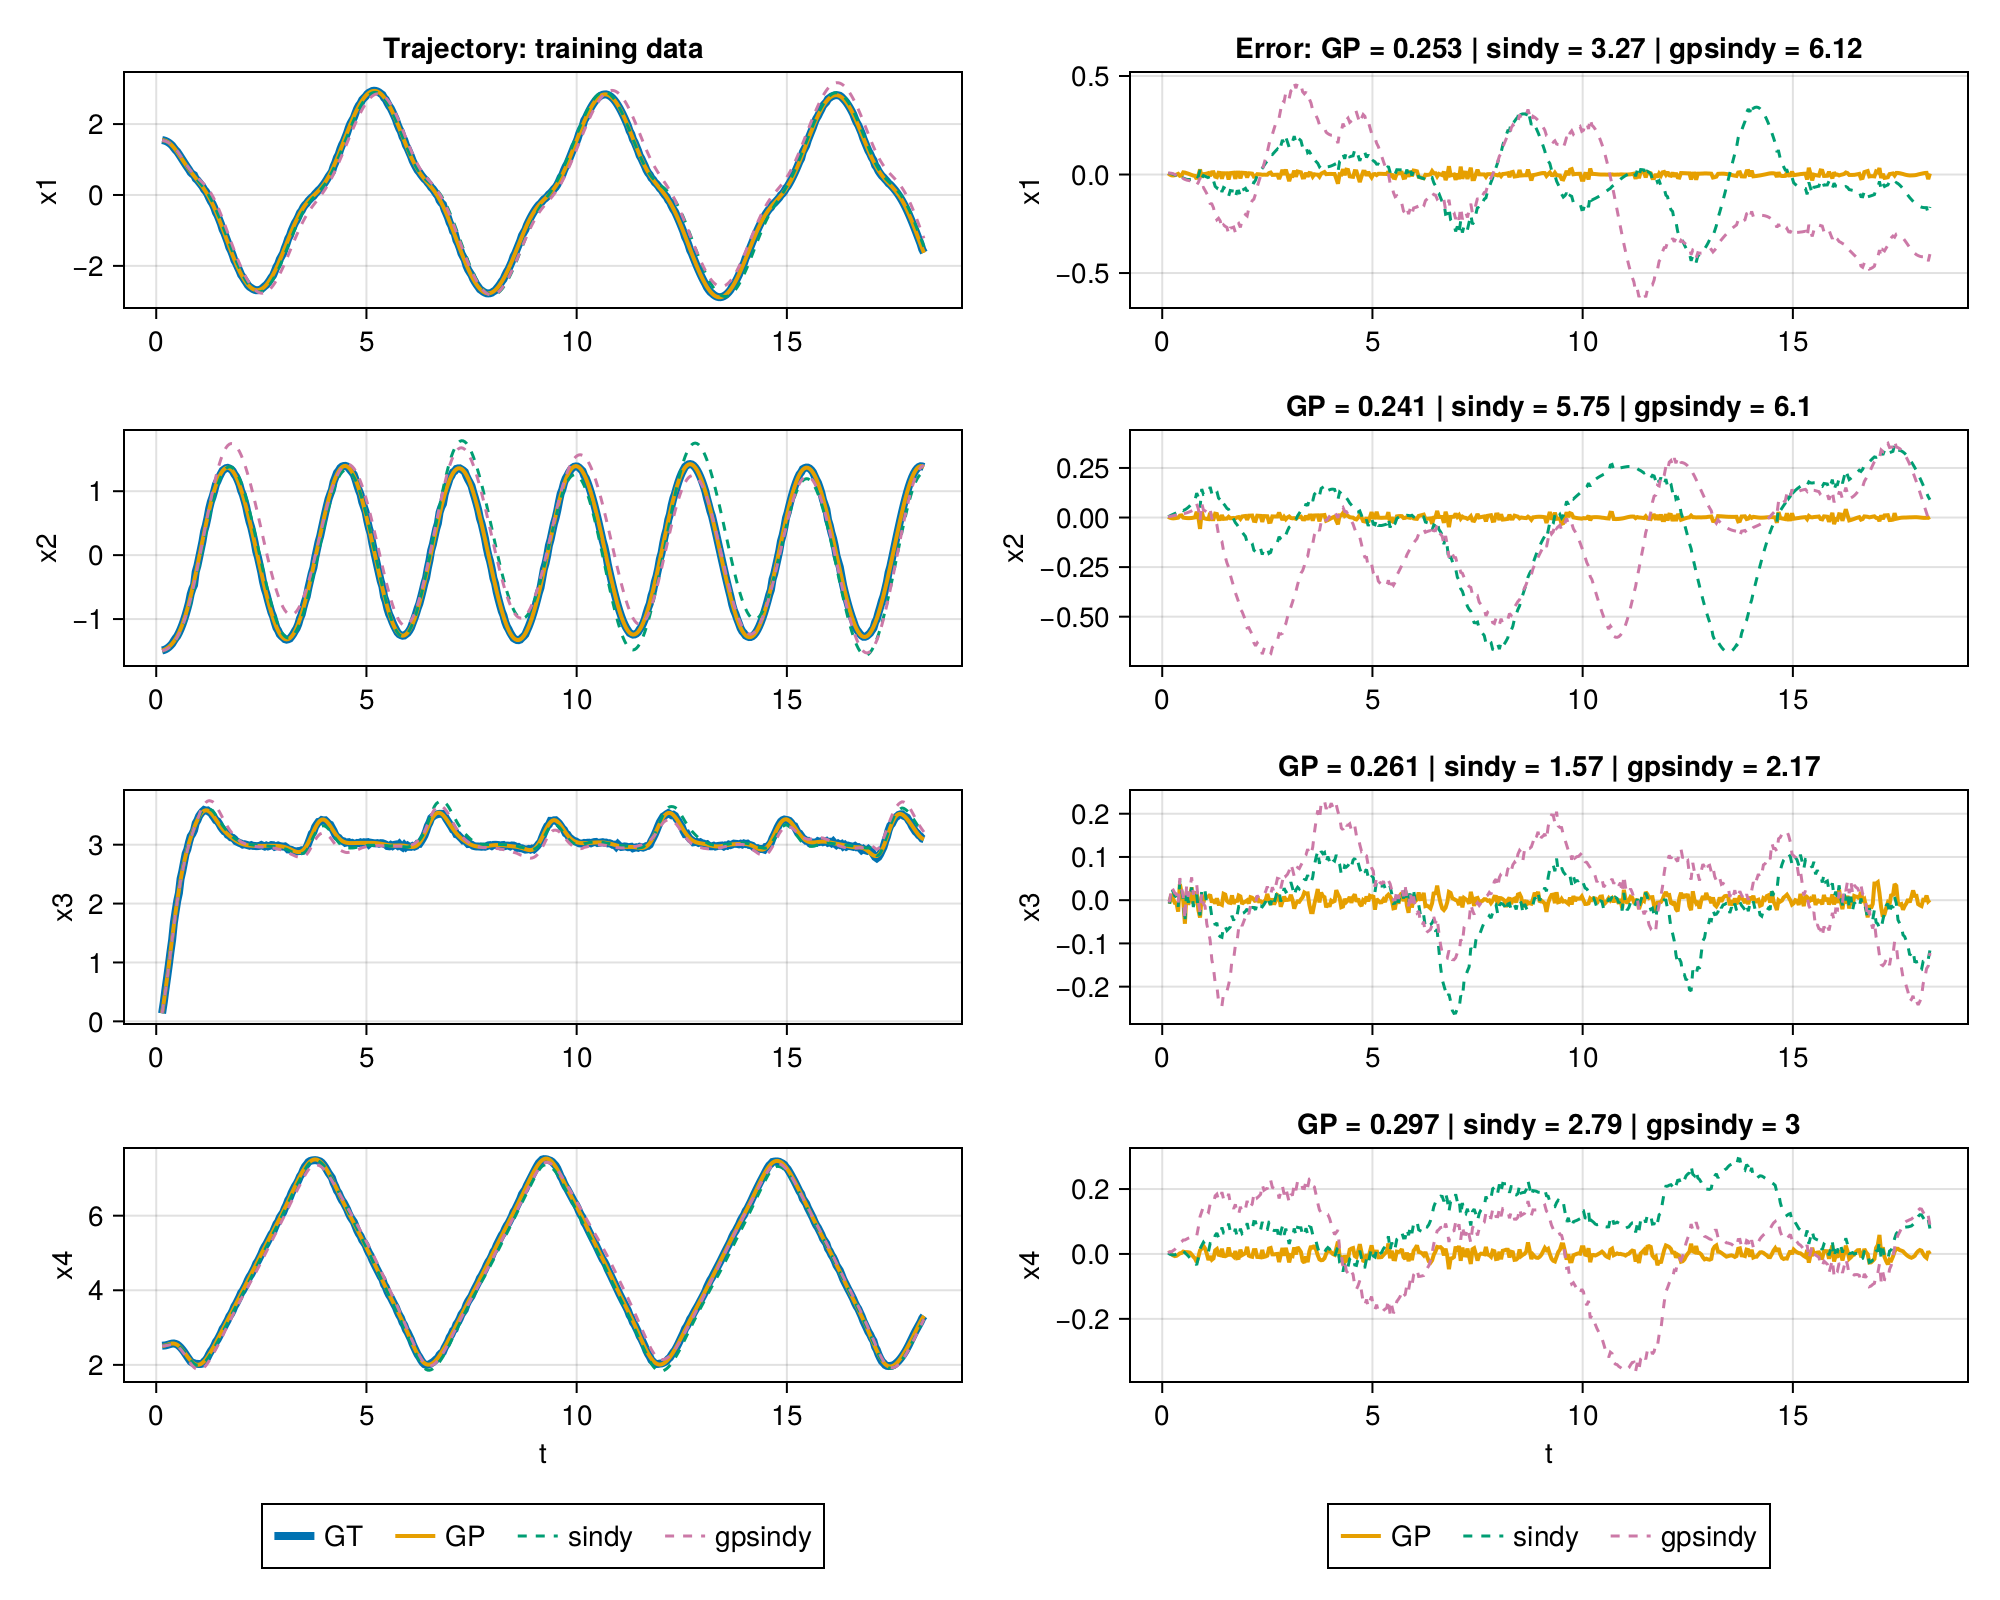 Trajectory: training data
x1
2
0
−2
0 5 10 15
Error: GP = 0.253 | sindy = 3.27 | gpsindy = 6.12
x1
0.5
0.0
−0.5
0 5 10 15
x2
1
0
−1
0 5 10 15
GP = 0.241 | sindy = 5.75 | gpsindy = 6.1
x2
0.25
0.00
−0.25
−0.50
0 5 10 15
x3
3
2
1
0
0 5 10 15
GP = 0.261 | sindy = 1.57 | gpsindy = 2.17
x3
0.2
0.1
0.0
−0.1
−0.2
0 5 10 15
x4
6
4
2
0 5 10 15
t
GP = 0.297 | sindy = 2.79 | gpsindy = 3
x4
0.2
0.0
−0.2
0 5 10 15
t
GT GP sindy gpsindy
GP sindy gpsindy